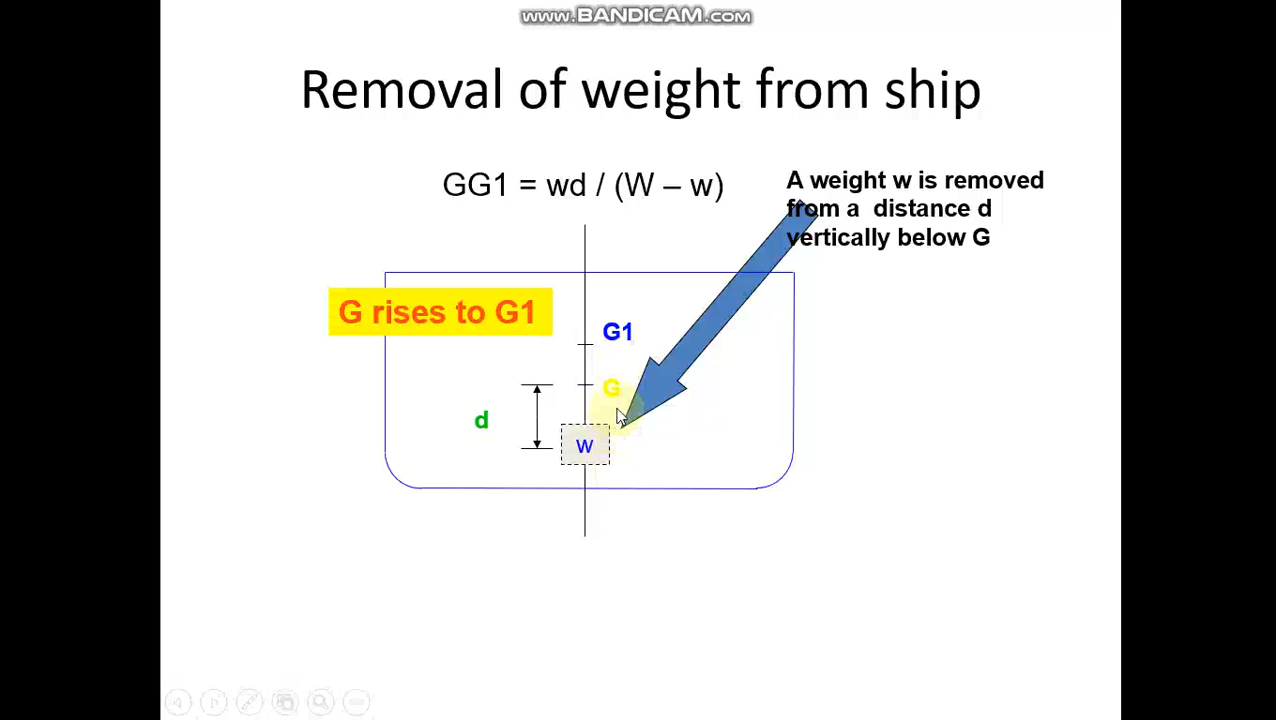 www.BANDICAM.com
Removal of weight from ship
GG1 = wd / (W – w)
A weight w is removed
from a distance d
vertically below G
G rises to G1
G1
G
d
w